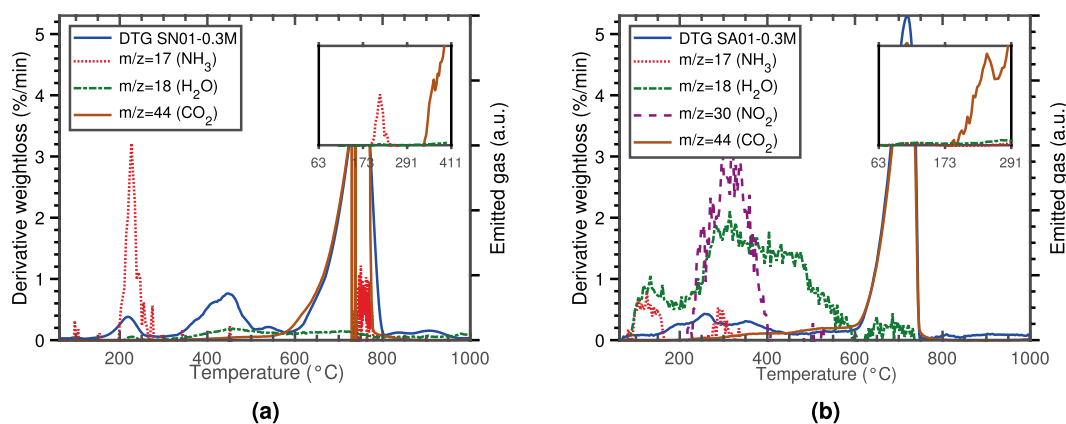 Derivative weightloss (%/min)
5
4
3
2
1
0
DTG SN01-0.3M
m/z=17 (NH3)
m/z=18 (H2O)
m/z=44 (CO2)
63 173 291 411
200 400 600 800 1000
Temperature (°C)
Emitted gas (a.u.)
(a)
Derivative weightloss (%/min)
5
4
3
2
1
0
DTG SA01-0.3M
m/z=17 (NH3)
m/z=18 (H2O)
m/z=30 (NO2)
m/z=44 (CO2)
63 173 291
200 400 600 800 1000
Temperature (°C)
Emitted gas (a.u.)
(b)